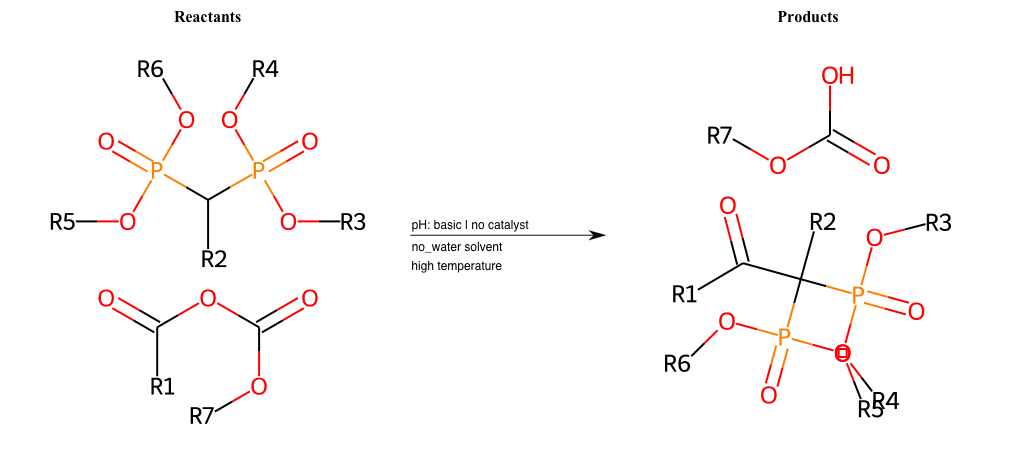 Reactants
Products
R6
R4
O
O
O
O
P
P
R5
O
O
R3
R2
O
O
O
R1
O
R7
pH: basic | no catalyst
no_water solvent
high temperature
OH
R7
O
O
O
R2
O
R3
R1
P
O
O
P
R6
O
O
O
R4
R5